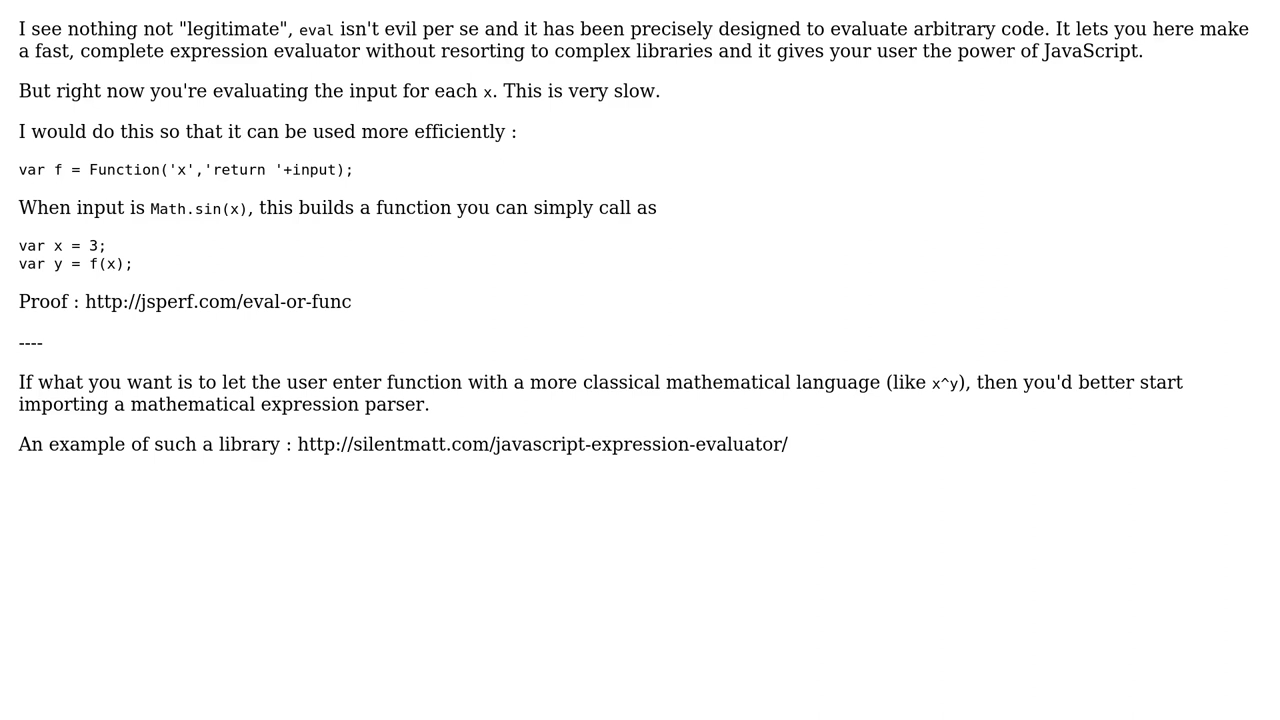 I see nothing not "legitimate", eval isn't evil per se and it has been precisely designed to evaluate arbitrary code. It lets you here make
a fast, complete expression evaluator without resorting to complex libraries and it gives your user the power of JavaScript.
But right now you're evaluating the input for each x. This is very slow.
I would do this so that it can be used more efficiently :
var f = Function('x','return '+input);
When input is Math.sin(x), this builds a function you can simply call as
var x = 3;
var y = f(x);
Proof : http://jsperf.com/eval-or-func
----
If what you want is to let the user enter function with a more classical mathematical language (like x^y), then you'd better start
importing a mathematical expression parser.
An example of such a library : http://silentmatt.com/javascript-expression-evaluator/